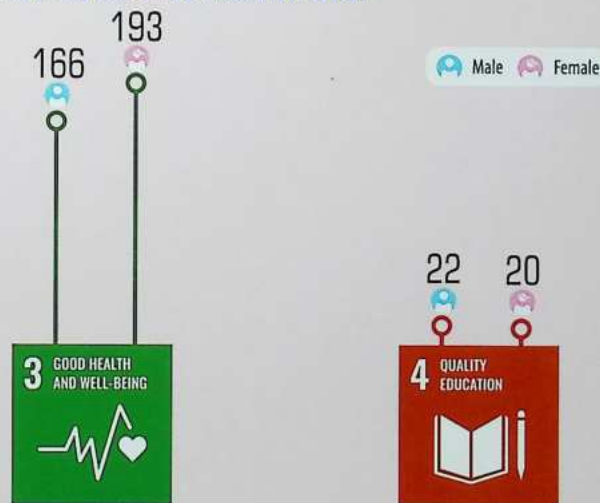 193
166
Male Female
22 20
3 GOOD HEALTH
AND WELL-BEING
4 QUALITY
EDUCATION